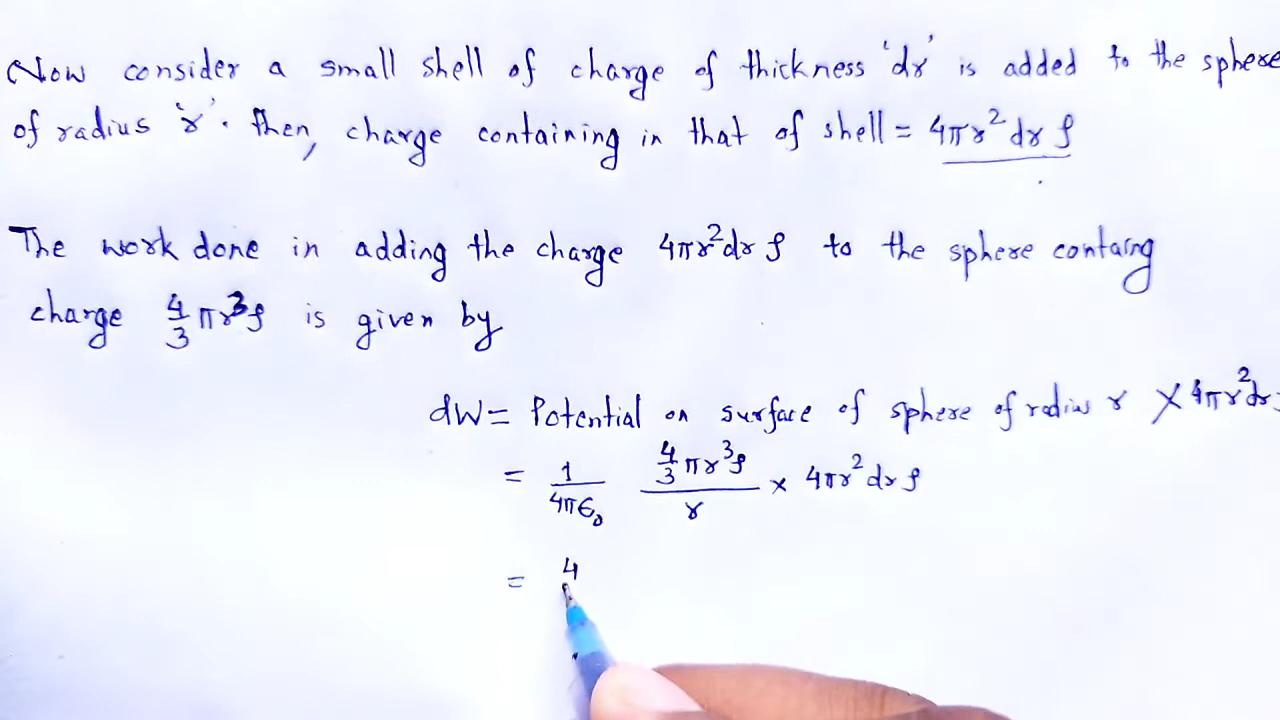 Now consider a small shell of charge of thickness 'dr' is added to the sphere
of radius 'r'. then, charge containing in that of shell = 4πr² dr ρ
The work done in adding the charge 4πr²dr ρ to the sphere containg
charge 4/3 πr³ρ is given by
dW = Potential on surface of sphere of radius r × 4πr²dr
= 1/4πϵ₀ (4/3 πr³ρ)/r × 4πr²dr ρ
= 4